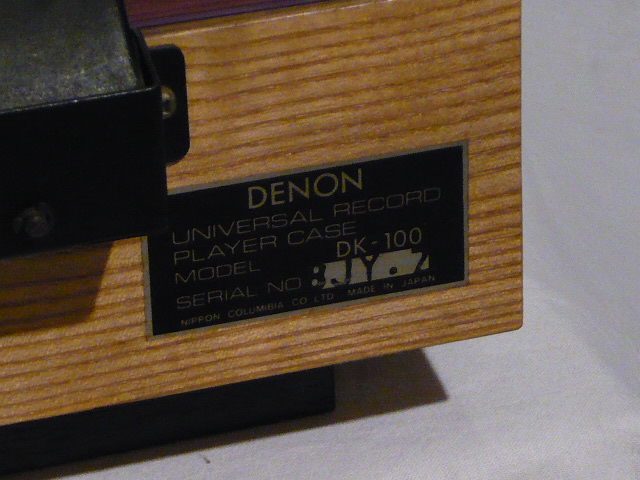 DENON
UNIVERSAL RECORD
PLAYER CASE
MODEL DK-100
SERIAL NO
NIPPON COLUMBIA CO LTD MADE IN JAPAN